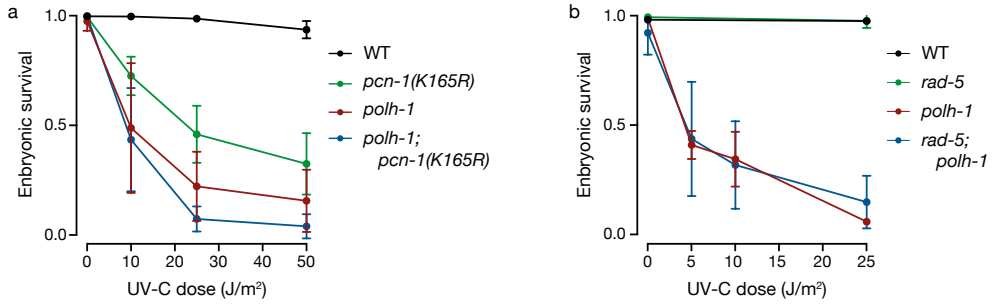 a
Embryonic survival
1.0
0.5
0.0
0 10 20 30 40 50
UV-C dose (J/m²)
WT
pcn-1(K165R)
polh-1
polh-1;
pcn-1(K165R)
b
Embryonic survival
1.0
0.5
0.0
0 5 10 15 20 25
UV-C dose (J/m²)
WT
rad-5
polh-1
rad-5;
polh-1